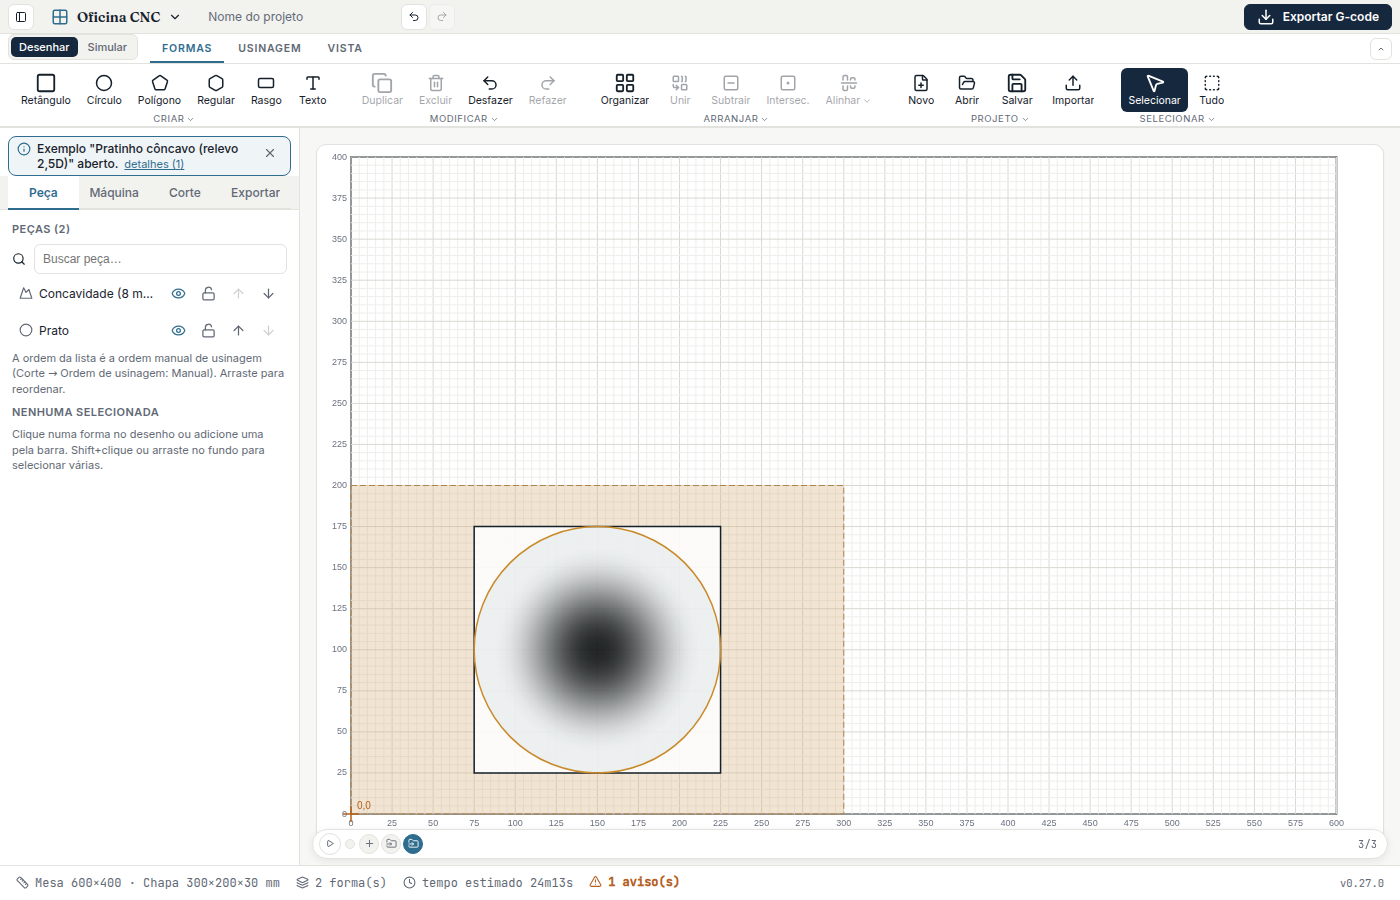 Oficina CNC
Nome do projeto
Exportar G-code
Desenhar
Simular
FORMAS
USINAGEM
VISTA
Retângulo
Círculo
Polígono
Regular
Rasgo
Texto
Duplicar
Excluir
Desfazer
Refazer
Organizar
Unir
Subtrair
Intersec.
Alinhar
Novo
Abrir
Salvar
Importar
Selecionar
Tudo
CRIAR
MODIFICAR
ARRANJAR
PROJETO
SELECIONAR
Exemplo "Pratinho côncavo (relevo
2,5D)" aberto. detalhes (1)
Peça
Máquina
Corte
Exportar
PEÇAS (2)
Buscar peça…
Concavidade (8 m...
Prato
A ordem da lista é a ordem manual de usinagem
(Corte → Ordem de usinagem: Manual). Arraste para
reordenar.
NENHUMA SELECIONADA
Clique numa forma no desenho ou adicione uma
pela barra. Shift+clique ou arraste no fundo para
selecionar várias.
400
375
350
325
300
275
250
225
200
175
150
125
100
75
50
25
0
0,0
0 25 50 75 100 125 150 175 200 225 250 275 300 325 350 375 400 425 450 475 500 525 550 575 600
3/3
Mesa 600×400 · Chapa 300×200×30 mm
2 forma(s)
tempo estimado 24m13s
1 aviso(s)
v0.27.0